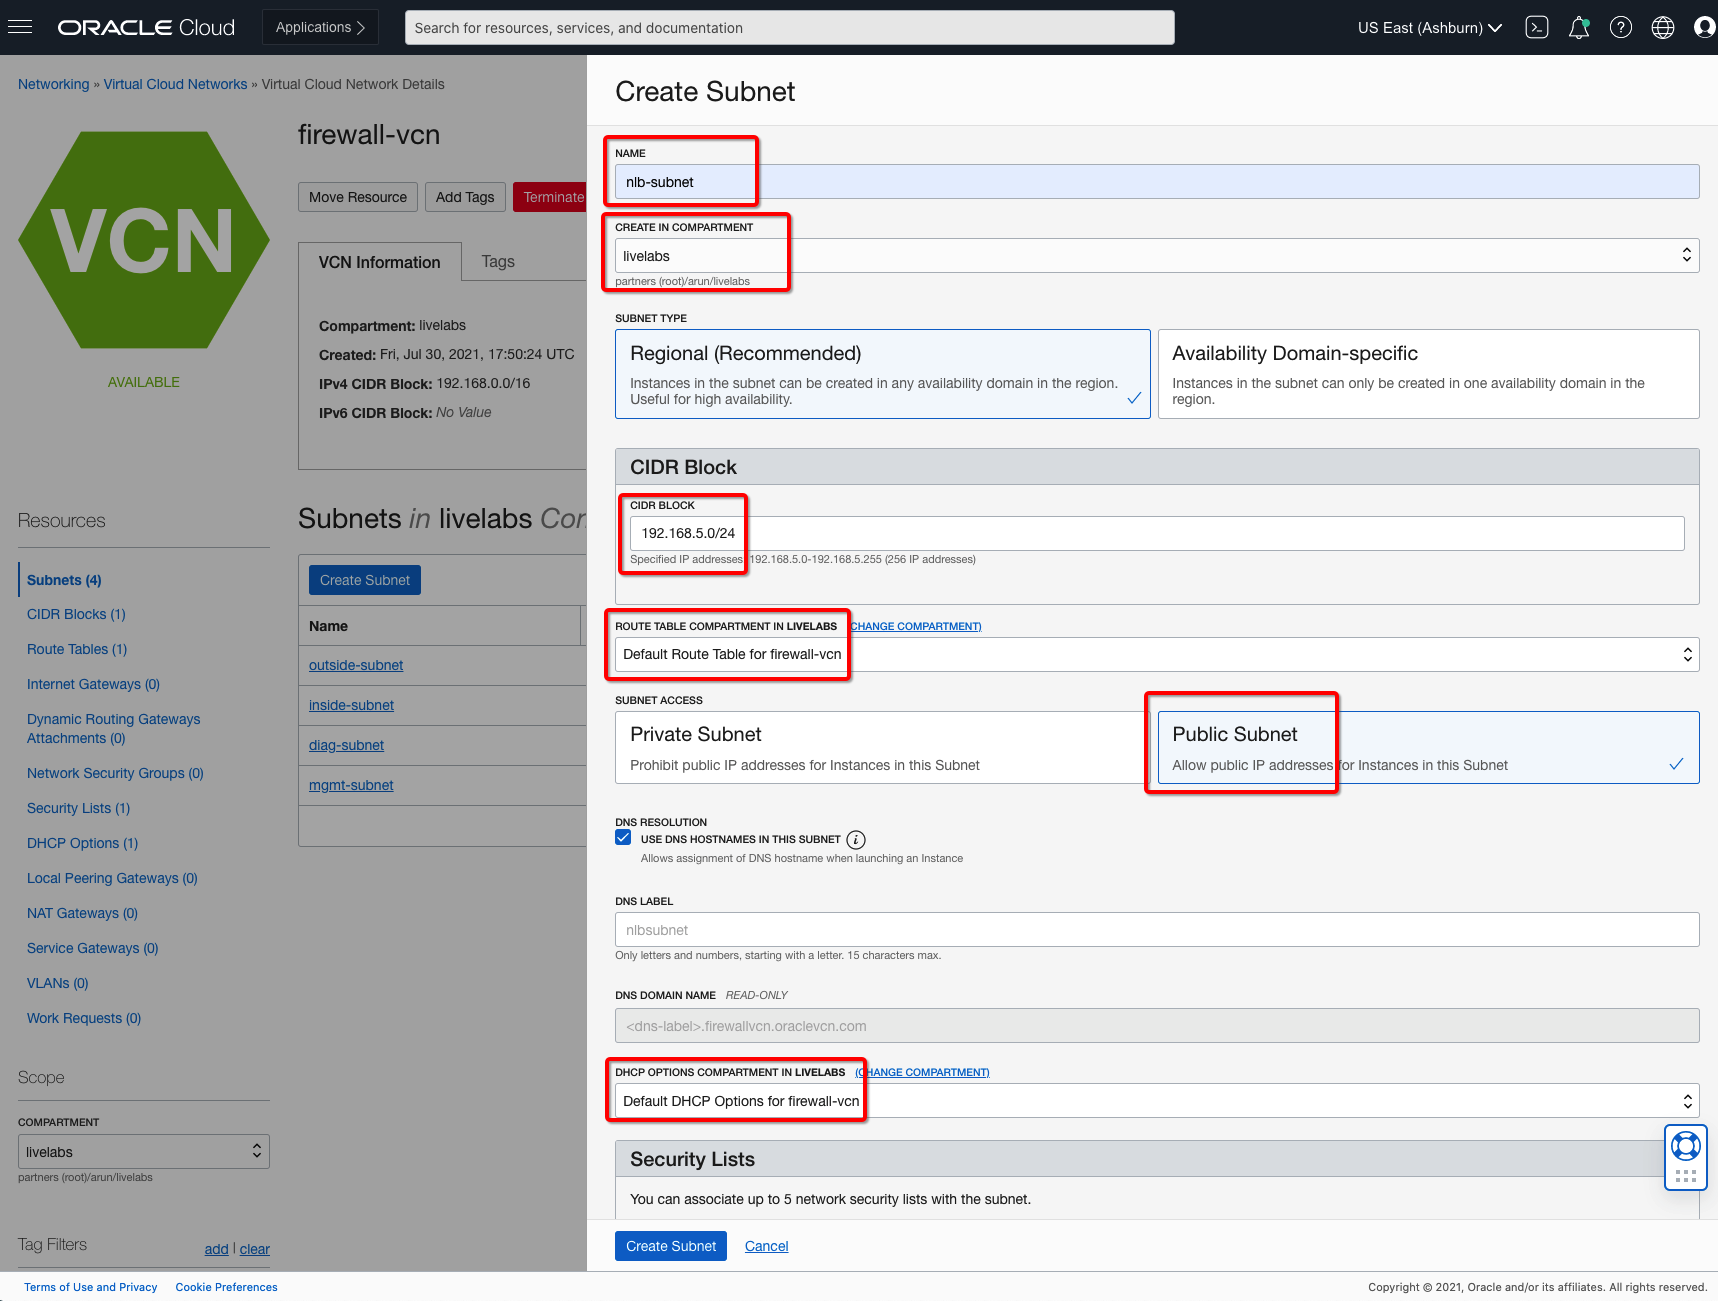 ORACLE Cloud
Applications
Search for resources, services, and documentation
US East (Ashburn)
Networking » Virtual Cloud Networks » Virtual Cloud Network Details
VCN
AVAILABLE
firewall-vcn
Move Resource
Add Tags
Terminate
VCN Information
Tags
Compartment: livelabs
Created: Fri, Jul 30, 2021, 17:50:24 UTC
IPv4 CIDR Block: 192.168.0.0/16
IPv6 CIDR Block: No Value
Resources
Subnets (4)
CIDR Blocks (1)
Route Tables (1)
Internet Gateways (0)
Dynamic Routing Gateways
Attachments (0)
Network Security Groups (0)
Security Lists (1)
DHCP Options (1)
Local Peering Gateways (0)
NAT Gateways (0)
Service Gateways (0)
VLANs (0)
Work Requests (0)
Scope
COMPARTMENT
livelabs
partners (root)/arun/livelabs
Tag Filters
add | clear
Subnets in livelabs Con
Create Subnet
Name
outside-subnet
inside-subnet
diag-subnet
mgmt-subnet
Create Subnet
NAME
nlb-subnet
CREATE IN COMPARTMENT
livelabs
partners (root)/arun/livelabs
SUBNET TYPE
Regional (Recommended)
Instances in the subnet can be created in any availability domain in the region.
Useful for high availability.
Availability Domain-specific
Instances in the subnet can only be created in one availability domain in the
region.
CIDR Block
CIDR BLOCK
192.168.5.0/24
Specified IP addresses: 192.168.5.0-192.168.5.255 (256 IP addresses)
ROUTE TABLE COMPARTMENT IN LIVELABS (CHANGE COMPARTMENT)
Default Route Table for firewall-vcn
SUBNET ACCESS
Private Subnet
Prohibit public IP addresses for Instances in this Subnet
Public Subnet
Allow public IP addresses for Instances in this Subnet
DNS RESOLUTION
USE DNS HOSTNAMES IN THIS SUBNET
Allows assignment of DNS hostname when launching an Instance
DNS LABEL
nlbsubnet
Only letters and numbers, starting with a letter. 15 characters max.
DNS DOMAIN NAME READ-ONLY
<dns-label>.firewallvcn.oraclevcn.com
DHCP OPTIONS COMPARTMENT IN LIVELABS (CHANGE COMPARTMENT)
Default DHCP Options for firewall-vcn
Security Lists
You can associate up to 5 network security lists with the subnet.
Create Subnet
Cancel
Terms of Use and Privacy
Cookie Preferences
Copyright © 2021, Oracle and/or its affiliates. All rights reserved.